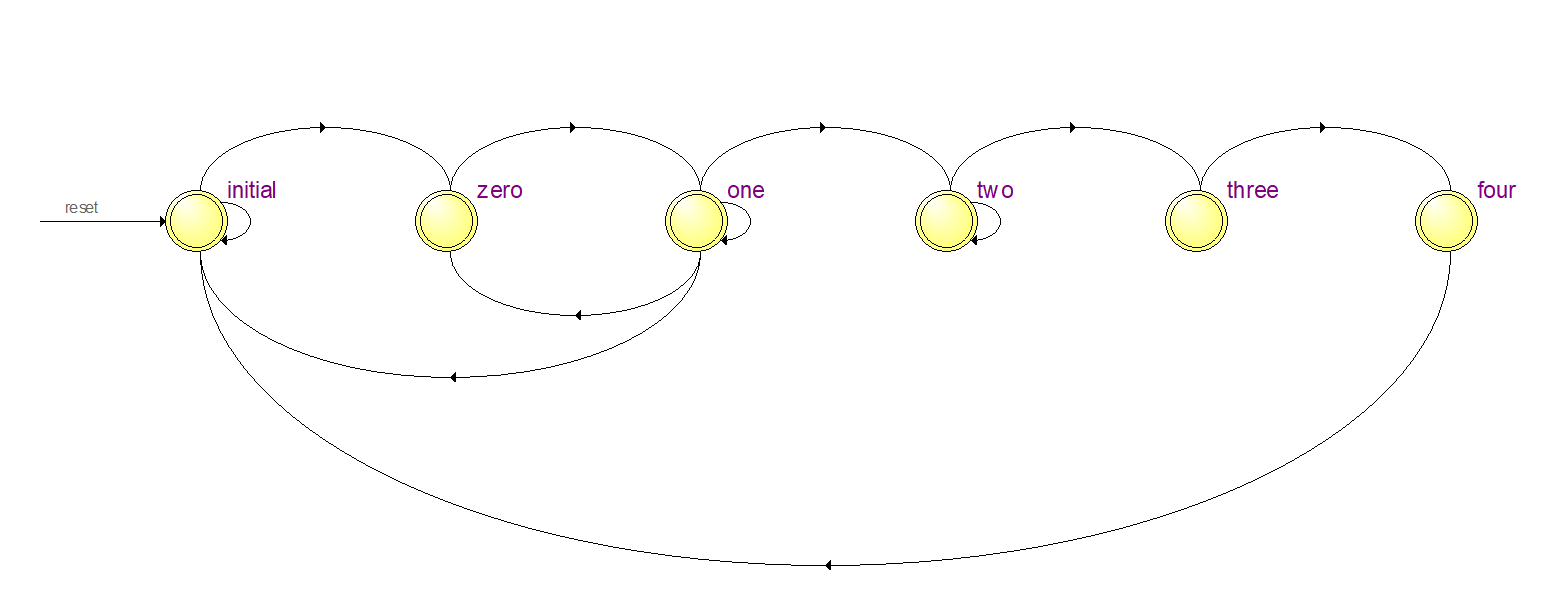 initial
zero
one
two
three
four
reset